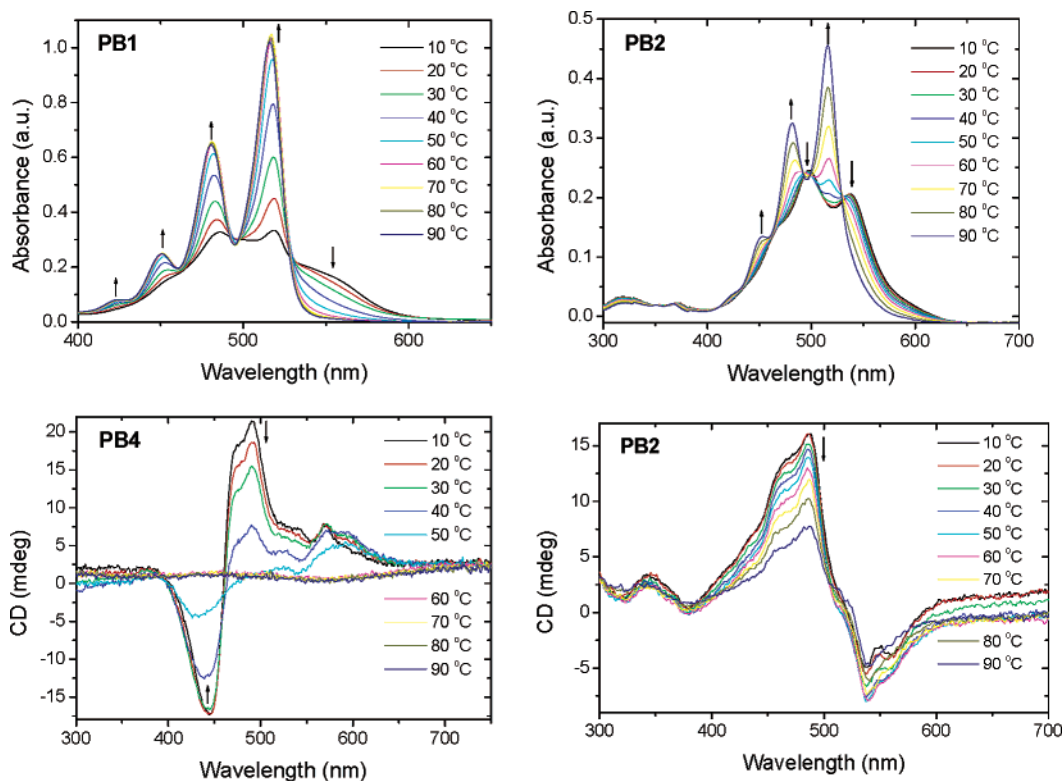 PB1
10 °C
20 °C
30 °C
40 °C
50 °C
60 °C
70 °C
80 °C
90 °C
1.0
0.8
0.6
0.4
0.2
0.0
Absorbance (a.u.)
400
500
600
Wavelength (nm)
PB2
10 °C
20 °C
30 °C
40 °C
50 °C
60 °C
70 °C
80 °C
90 °C
0.5
0.4
0.3
0.2
0.1
0.0
Absorbance (a.u.)
300
400
500
600
700
Wavelength (nm)
PB4
10 °C
20 °C
30 °C
40 °C
50 °C
60 °C
70 °C
80 °C
90 °C
20
15
10
5
0
-5
-10
-15
CD (mdeg)
300
400
500
600
700
Wavelength (nm)
PB2
10 °C
20 °C
30 °C
40 °C
50 °C
60 °C
70 °C
80 °C
90 °C
15
10
5
0
-5
CD (mdeg)
300
400
500
600
700
Wavelength (nm)